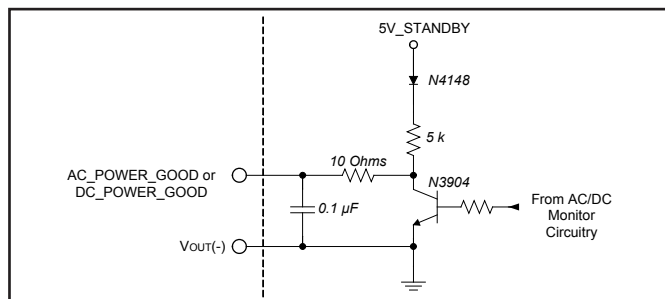 5V_STANDBY
N4148
5 k
10 Ohms
AC_POWER_GOOD or
DC_POWER_GOOD
N3904
0.1 µF
From AC/DC
Monitor
Circuitry
VOUT(-)